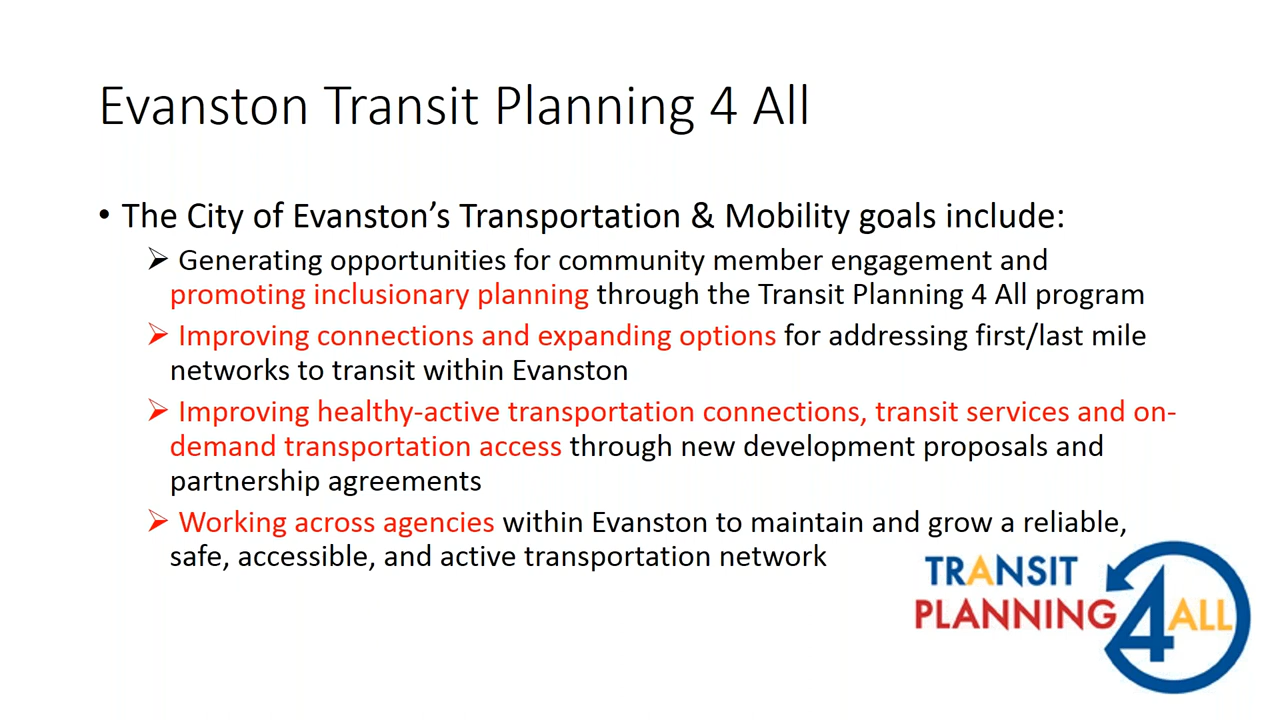 Evanston Transit Planning 4 All
• The City of Evanston’s Transportation & Mobility goals include:
➢ Generating opportunities for community member engagement and
promoting inclusionary planning through the Transit Planning 4 All program
➢ Improving connections and expanding options for addressing first/last mile
networks to transit within Evanston
➢ Improving healthy-active transportation connections, transit services and on-
demand transportation access through new development proposals and
partnership agreements
➢ Working across agencies within Evanston to maintain and grow a reliable,
safe, accessible, and active transportation network
TRANSIT
PLANNING 4 ALL